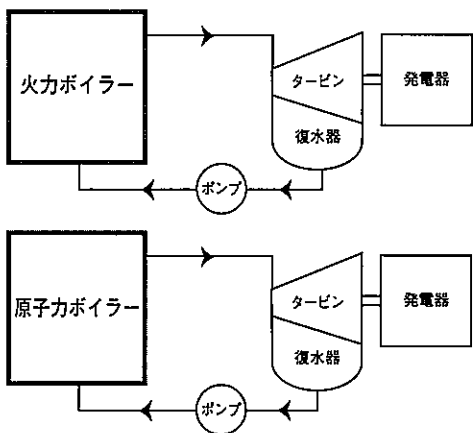 火力ボイラー
タービン
発電器
復水器
ポンプ
原子力ボイラー
タービン
発電器
復水器
ポンプ